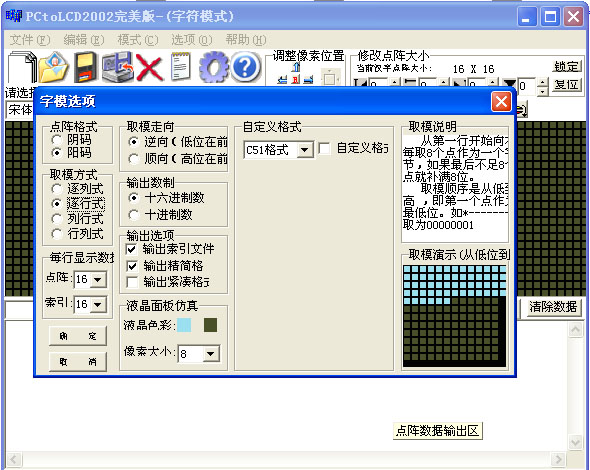 PCtoLCD2002完美版-(字符模式)
文件(F) 编辑(E) 模式(C) 选项(O) 帮助(H)
调整像素位置
修改点阵大小
16 X 16
锁定
复位
请选择
宋体
字模选项
点阵格式
阴码
阳码
取模方式
逐列式
逐行式
列行式
行列式
每行显示数据
点阵: 16
索引: 16
确 定
取 消
取模走向
逆向(低位在前
顺向(高位在前
输出数制
十六进制数
十进制数
输出选项
输出索引文件
输出精简格
输出紧凑格式
液晶面板仿真
液晶色彩:
像素大小: 8
自定义格式
C51格式
自定义格式
取模说明
从第一行开始向
每取8个点作为一个字
节,如果最后不足8个
点就补满8位。
取模顺序是从低到
高,即第一个点作为
最低位。如*-------
取为00000001
取模演示(从低位到
清除数据
点阵数据输出区